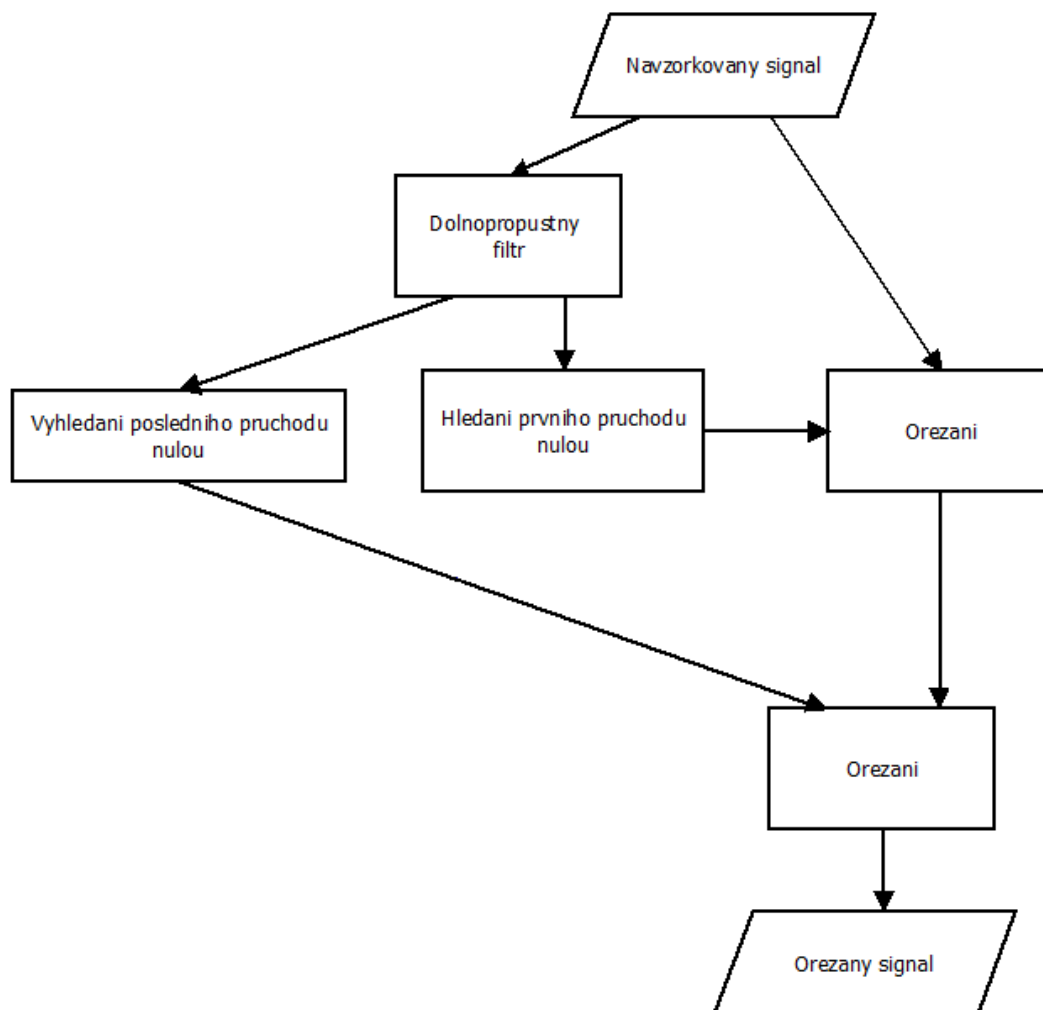 Navzorkovany signal
Dolnopropustny
filtr
Vyhledani posledniho pruchodu
nulou
Hledani prvniho pruchodu
nulou
Orezani
Orezani
Orezany signal